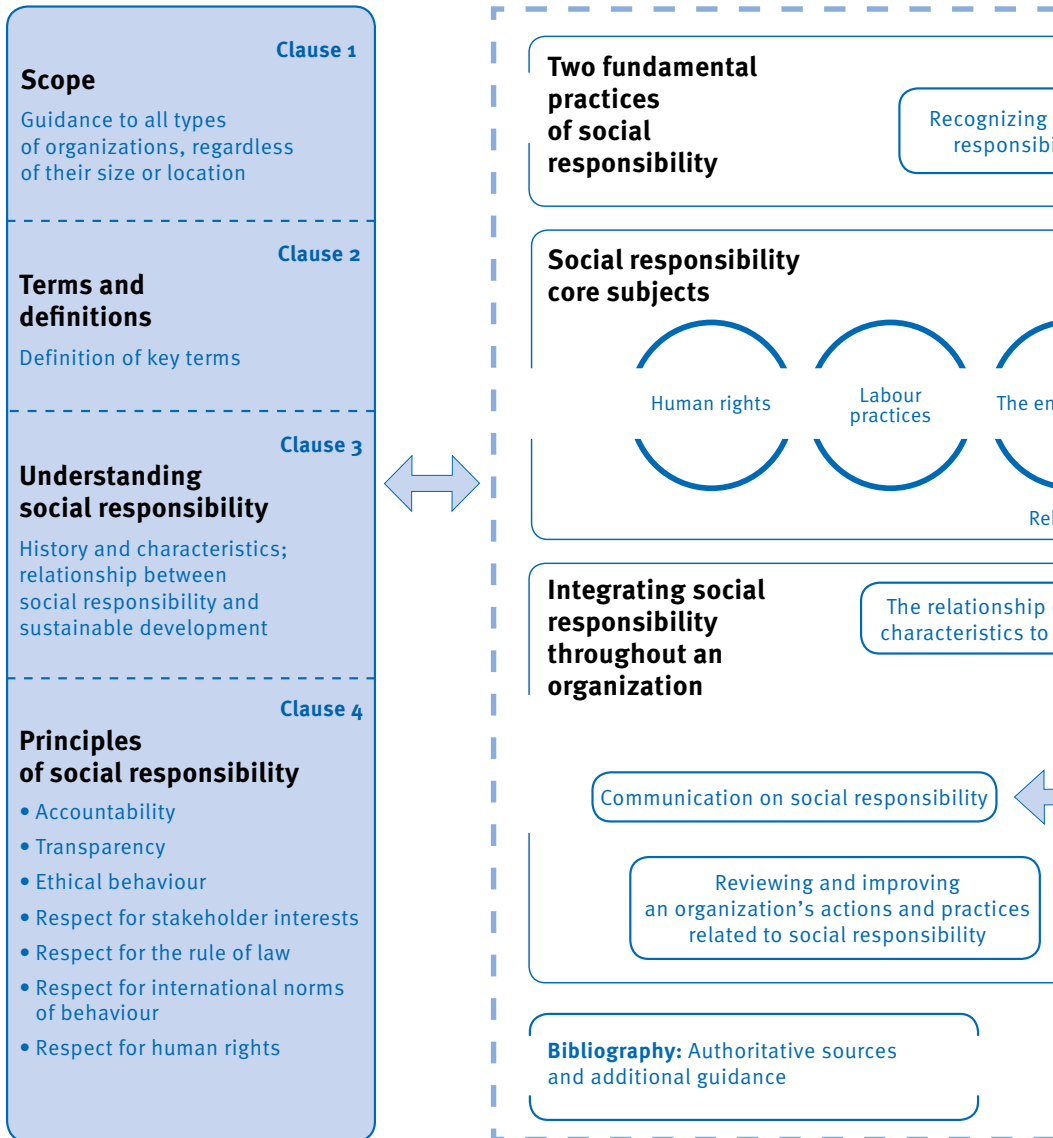 Clause 1
Scope
Guidance to all types
of organizations, regardless
of their size or location
Clause 2
Terms and
definitions
Definition of key terms
Clause 3
Understanding
social responsibility
History and characteristics;
relationship between
social responsibility and
sustainable development
Clause 4
Principles
of social responsibility
• Accountability
• Transparency
• Ethical behaviour
• Respect for stakeholder interests
• Respect for the rule of law
• Respect for international norms
of behaviour
• Respect for human rights
Two fundamental
practices
of social
responsibility
Recognizing
Social responsibility
core subjects
Human rights
Labour
practices
The
Integrating social
responsibility
throughout an
organization
The relationship
characteristics to
Communication on social responsibility
Reviewing and improving
an organization’s actions and practices
related to social responsibility
Bibliography: Authoritative sources
and additional guidance